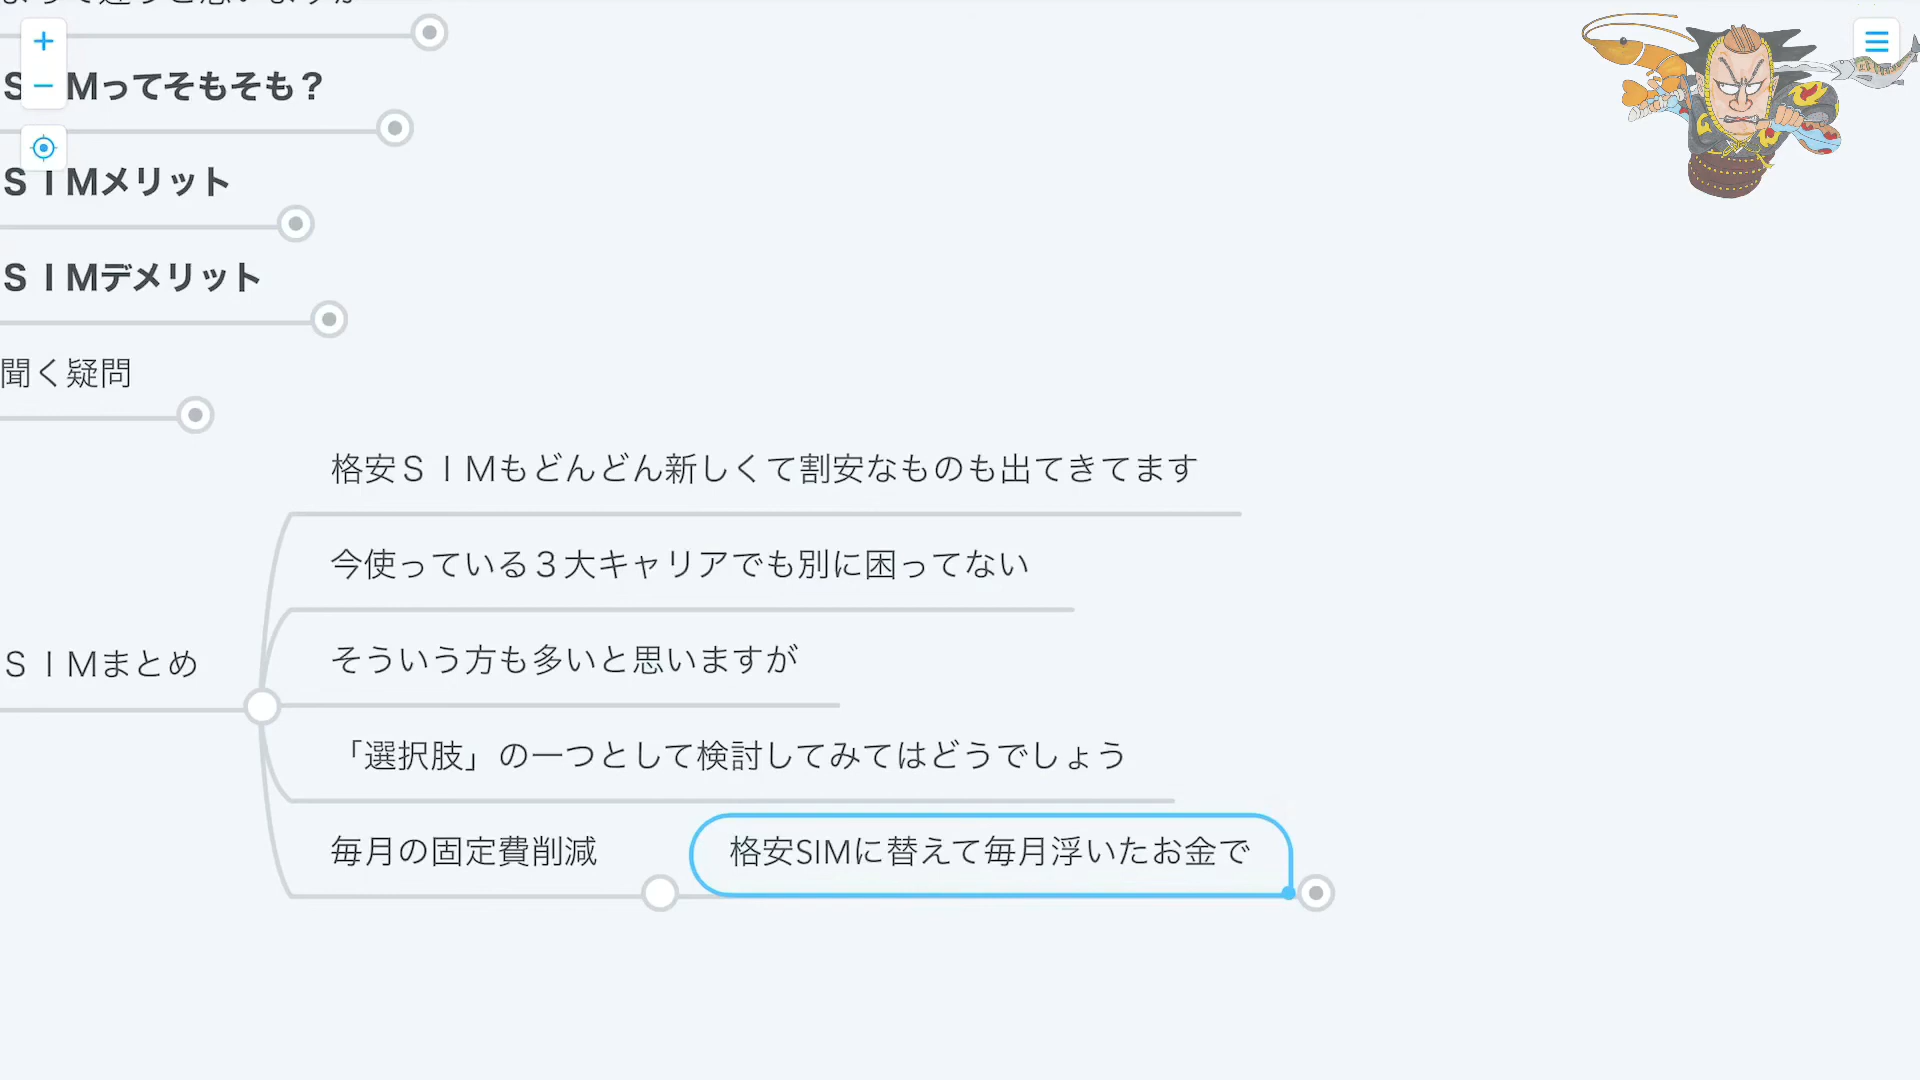 ＳＩＭってそもそも？
ＳＩＭメリット
ＳＩＭデメリット
聞く疑問
格安ＳＩＭもどんどん新しくて割安なものも出てきてます
今使っている３大キャリアでも別に困ってない
そういう方も多いと思いますが
ＳＩＭまとめ
「選択肢」の一つとして検討してみてはどうでしょう
毎月の固定費削減
格安SIMに替えて毎月浮いたお金で